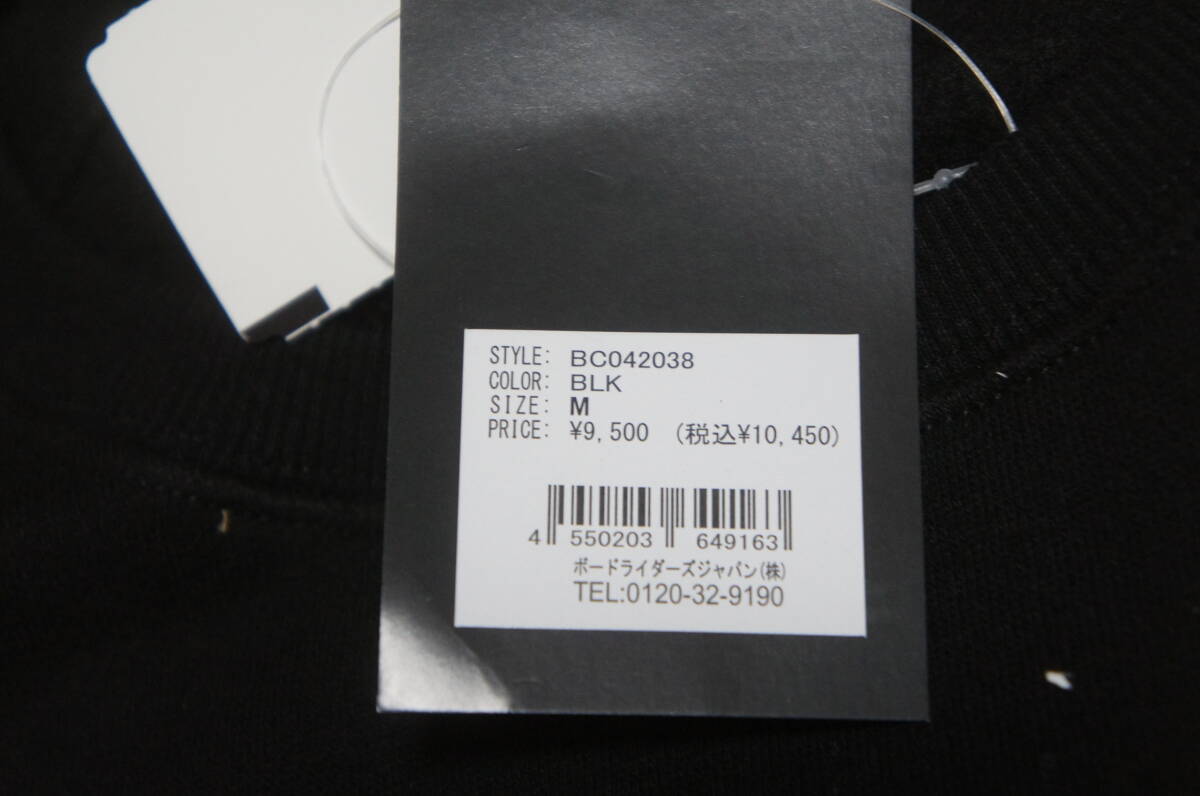 STYLE: BC042038
COLOR: BLK
SIZE: M
PRICE: ¥9,500 (税込¥10,450)
4 550203 649163
ボードライダーズジャパン(株)
TEL:0120-32-9190